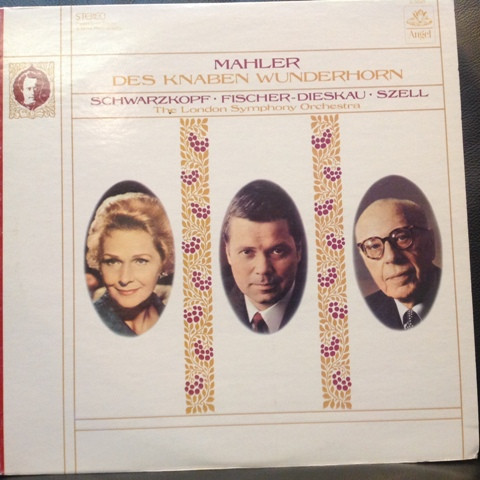 STEREO
Angel
MAHLER
DES KNABEN WUNDERHORN
SCHWARZKOPF · FISCHER-DIESKAU · SZELL
The London Symphony Orchestra